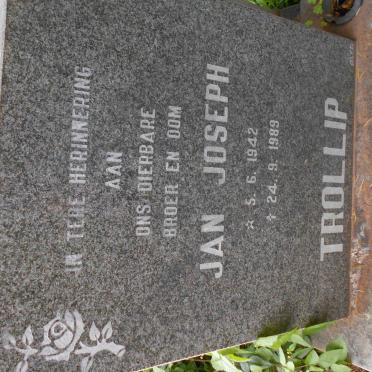 IN TERE HERINNERING
AAN
ONS DIERBARE
BROER EN OOM
JAN JOSEPH
☆ 5. 6. 1942
✝ 24. 9. 1989
TROLLIP